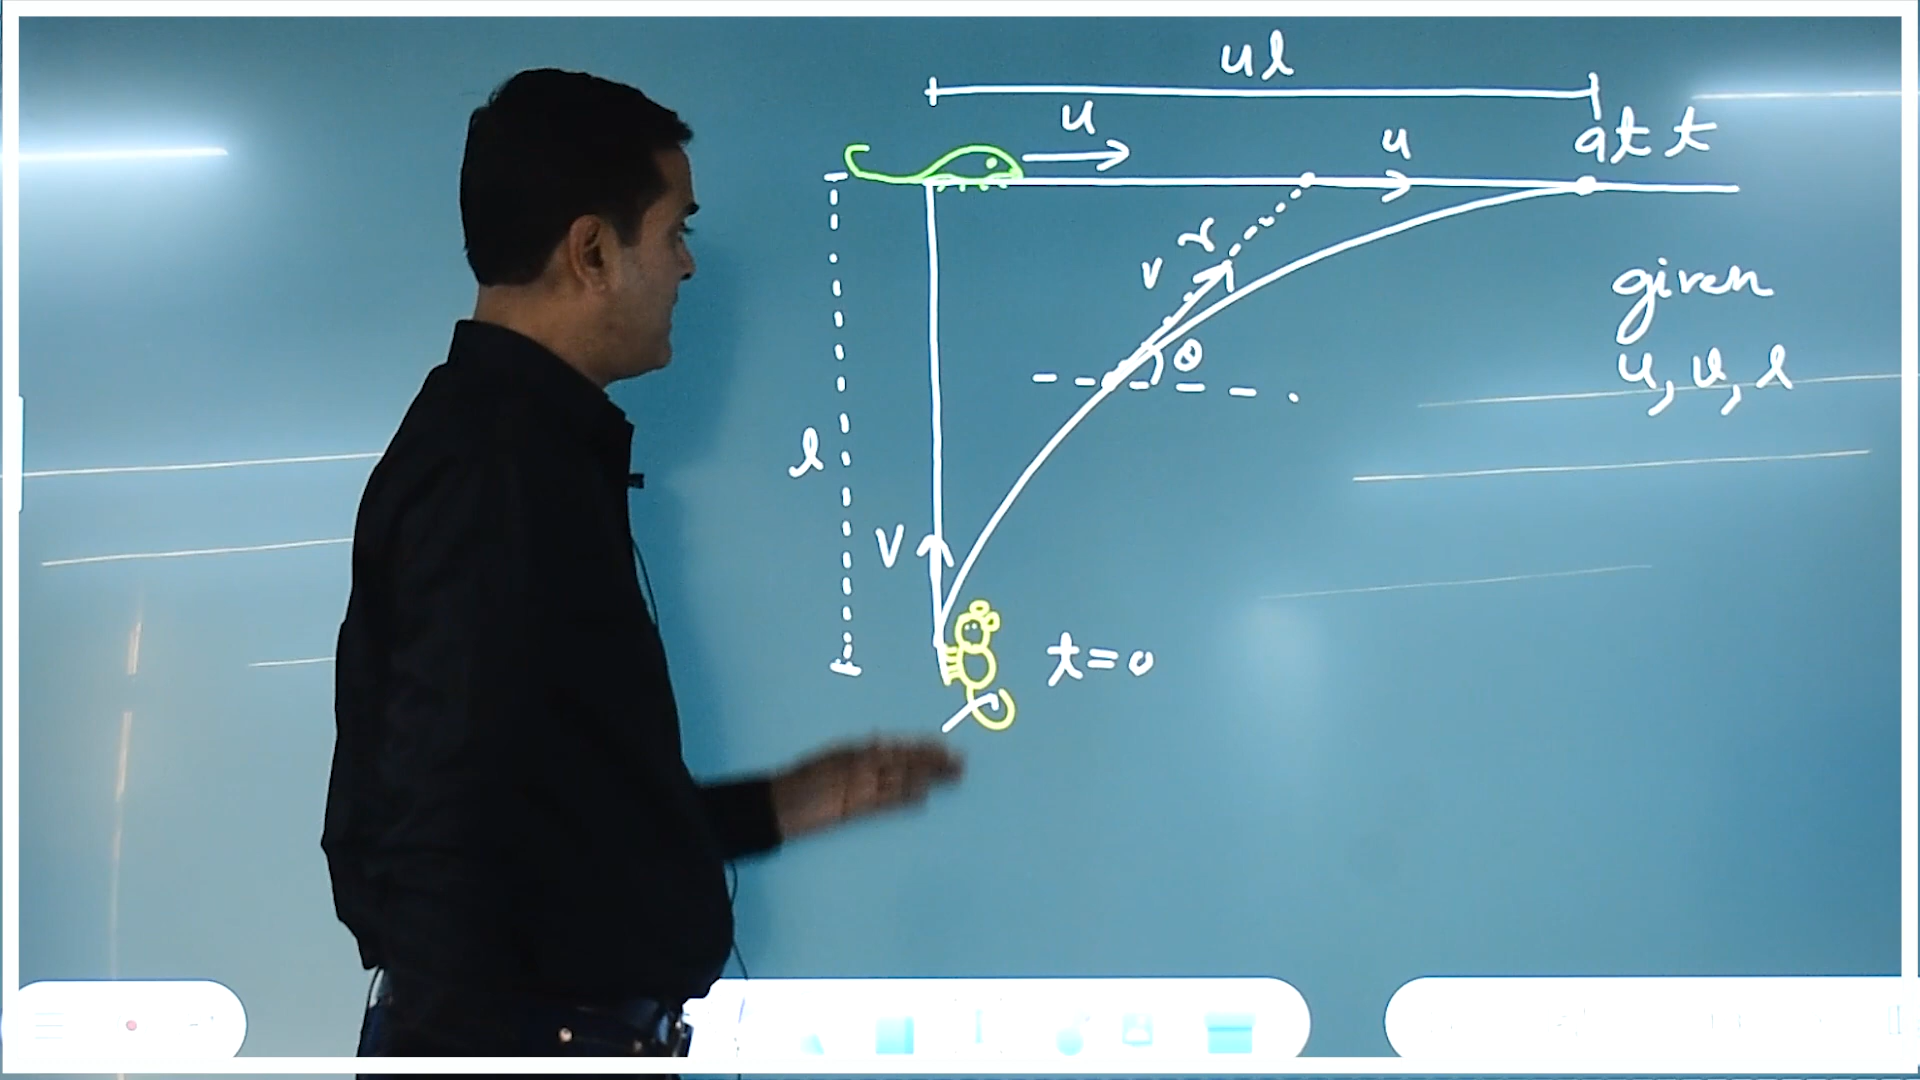 ul
u
u
at t
r
v
given
u, v, l
θ
l
V
t=0